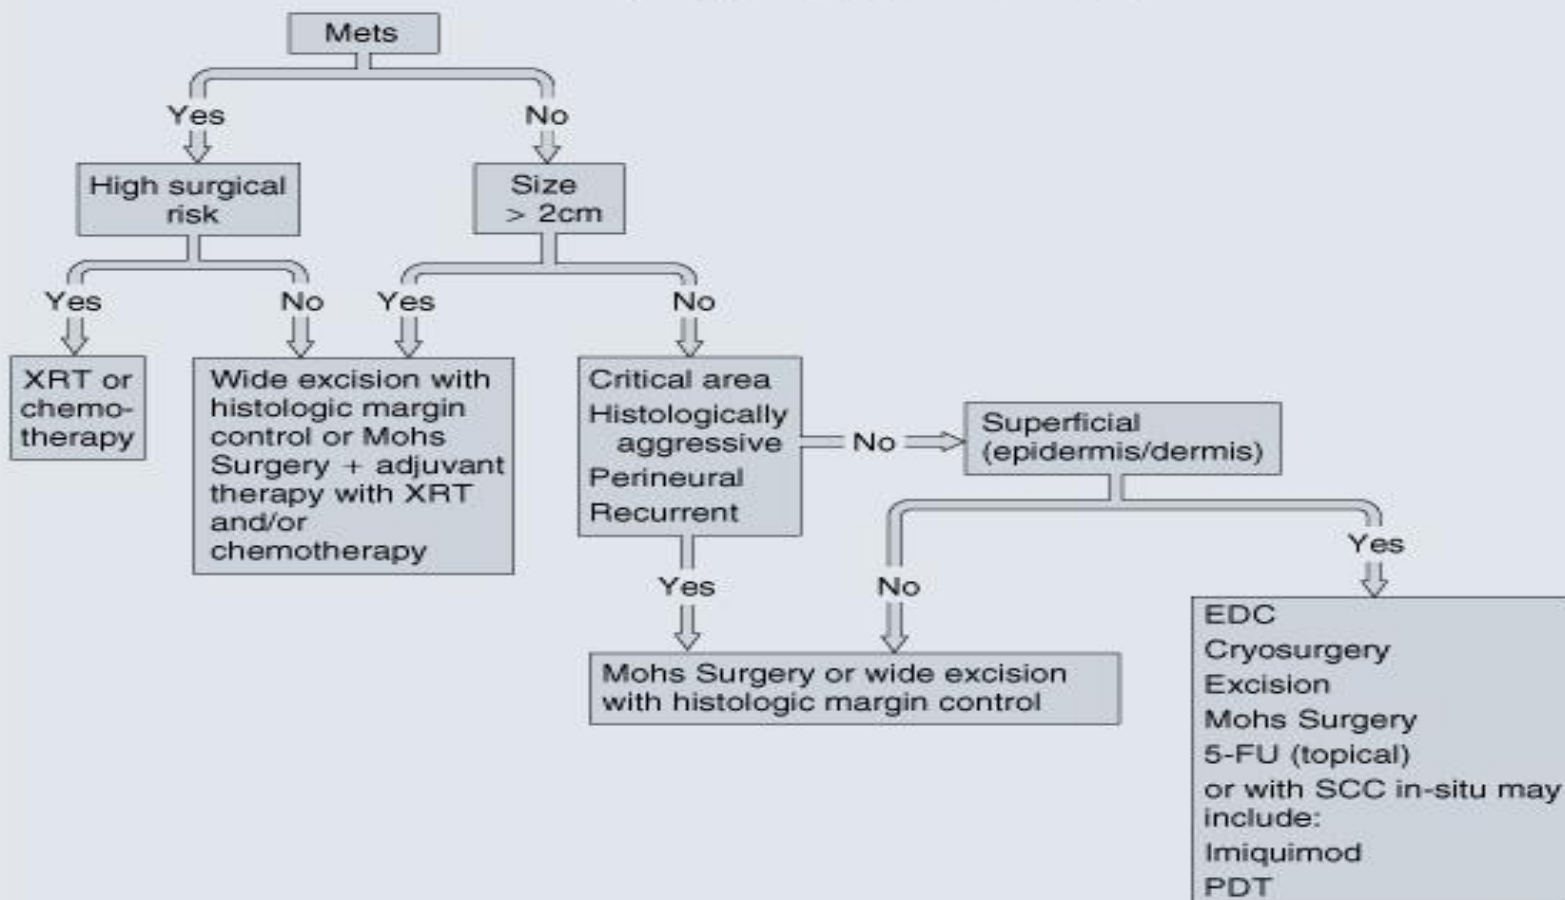 Mets
Yes
No
High surgical
risk
Size
> 2cm
Yes
No
Yes
No
XRT or
chemo-
therapy
Wide excision with
histologic margin
control or Mohs
Surgery + adjuvant
therapy with XRT
and/or
chemotherapy
Critical area
Histologically
aggressive
Perineural
Recurrent
No
Superficial
(epidermis/dermis)
Yes
No
Yes
Mohs Surgery or wide excision
with histologic margin control
EDC
Cryosurgery
Excision
Mohs Surgery
5-FU (topical)
or with SCC in-situ may
include:
Imiquimod
PDT